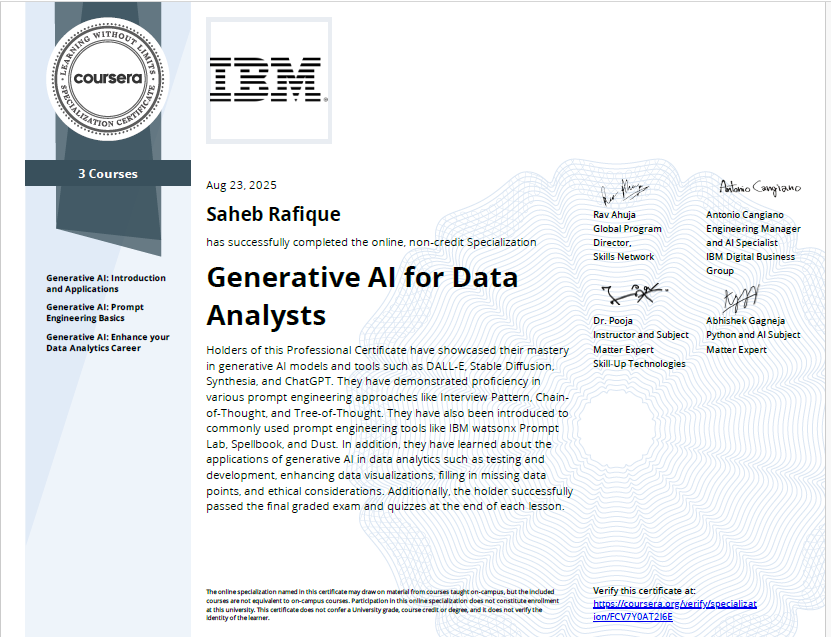 LEARNING WITHOUT LIMITS
coursera
SPECIALIZATION CERTIFICATE
3 Courses
Generative AI: Introduction
and Applications
Generative AI: Prompt
Engineering Basics
Generative AI: Enhance your
Data Analytics Career
IBM®
Aug 23, 2025
Saheb Rafique
has successfully completed the online, non-credit Specialization
Generative AI for Data
Analysts
Holders of this Professional Certificate have showcased their mastery
in generative AI models and tools such as DALL-E, Stable Diffusion,
Synthesia, and ChatGPT. They have demonstrated proficiency in
various prompt engineering approaches like Interview Pattern, Chain-
of-Thought, and Tree-of-Thought. They have also been introduced to
commonly used prompt engineering tools like IBM watsonx Prompt
Lab, Spellbook, and Dust. In addition, they have learned about the
applications of generative AI in data analytics such as testing and
development, enhancing data visualizations, filling in missing data
points, and ethical considerations. Additionally, the holder successfully
passed the final graded exam and quizzes at the end of each lesson.
Rav Ahuja
Rav Ahuja
Global Program
Director,
Skills Network
Antonio Cangiano
Antonio Cangiano
Engineering Manager
and AI Specialist
IBM Digital Business
Group
Dr. Pooja
Instructor and Subject
Matter Expert
Skill-Up Technologies
Abhishek Gagneja
Python and AI Subject
Matter Expert
The online specialization named in this certificate may draw on material from courses taught on-campus, but the included
courses are not equivalent to on-campus courses. Participation in this online specialization does not constitute enrollment
at this university. This certificate does not confer a University grade, course credit or degree, and it does not verify the
identity of the learner.
Verify this certificate at:
https://coursera.org/verify/specializat
ion/FCV7Y0AT2I6E